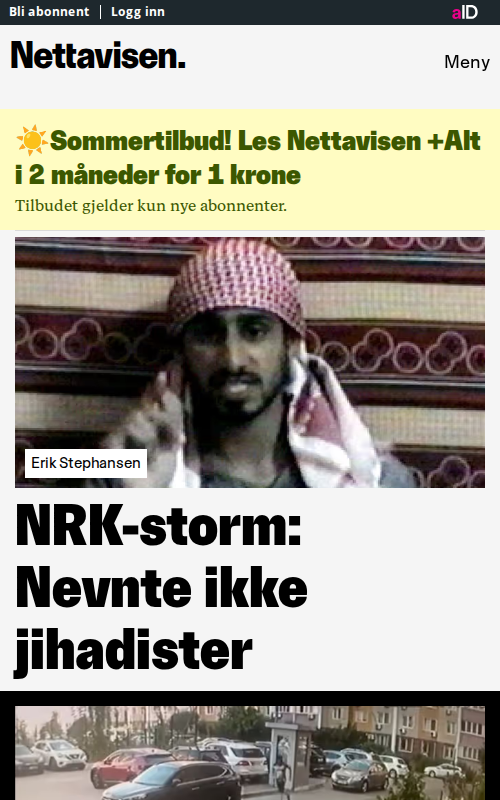 Bli abonnent | Logg inn
aID
Nettavisen.
Meny
☀️Sommertilbud! Les Nettavisen +Alt
i 2 måneder for 1 krone
Tilbudet gjelder kun nye abonnenter.
Erik Stephansen
NRK-storm:
Nevnte ikke
jihadister